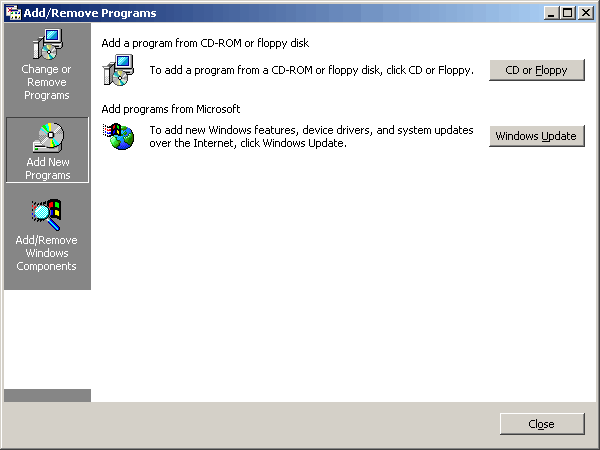 Add/Remove Programs
Change or
Remove
Programs
Add New
Programs
Add/Remove
Windows
Components
Add a program from CD-ROM or floppy disk
To add a program from a CD-ROM or floppy disk, click CD or Floppy.
CD or Floppy
Add programs from Microsoft
To add new Windows features, device drivers, and system updates
over the Internet, click Windows Update.
Windows Update
Close